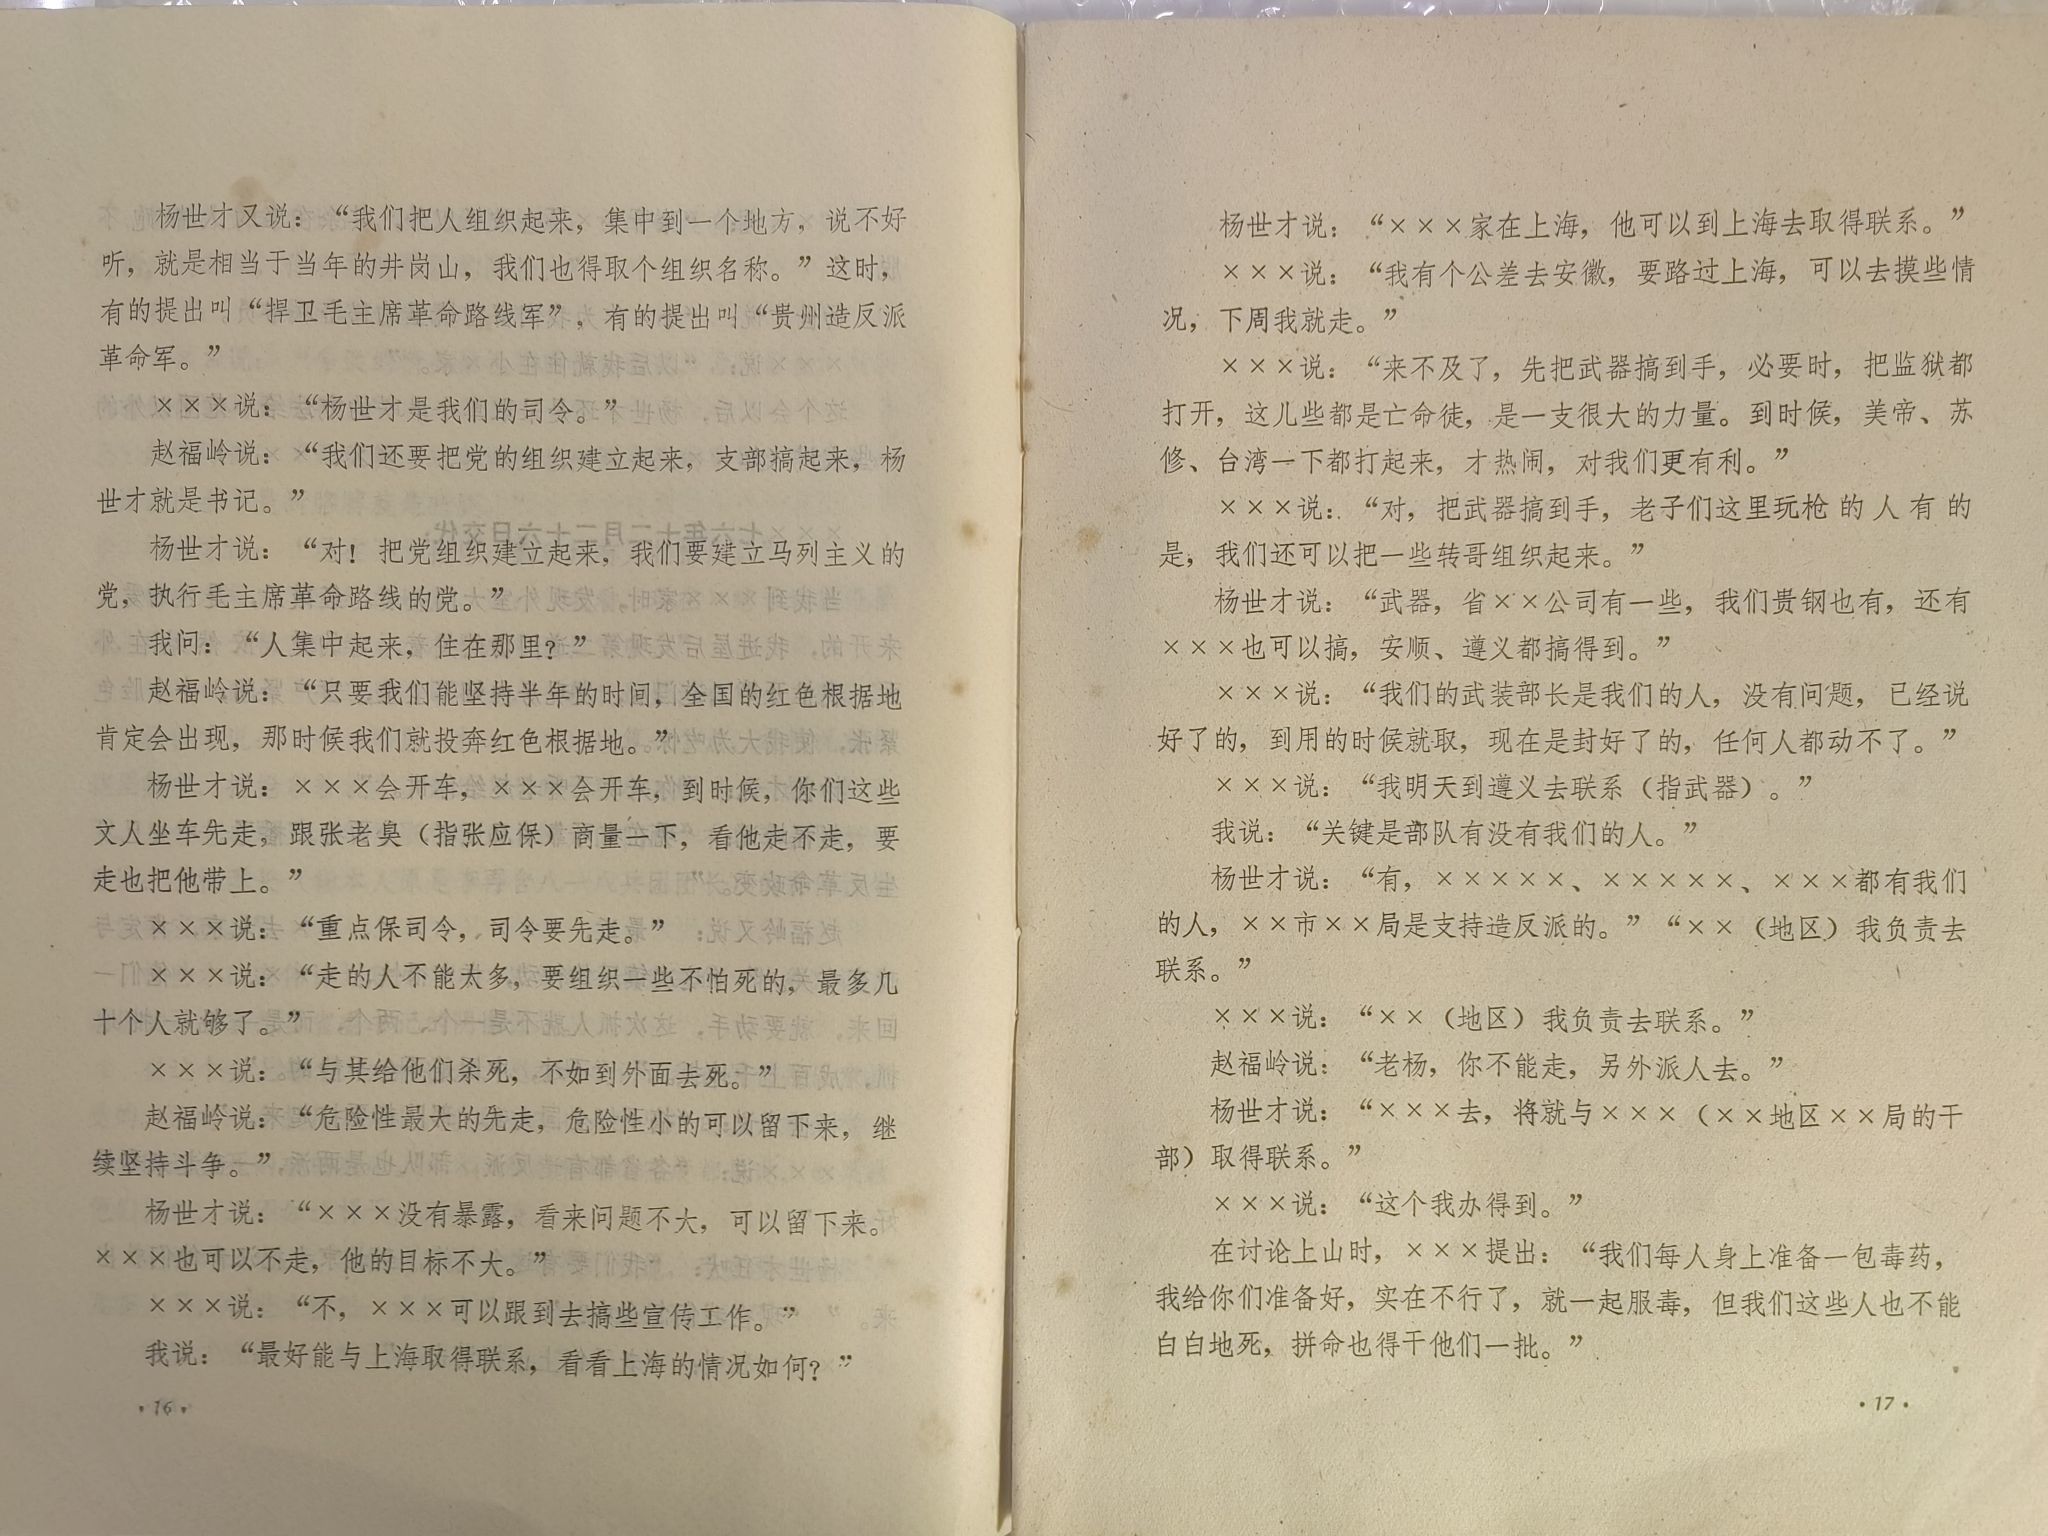 杨世才又说：“我们把人组织起来，集中到一个地方，说不好
听，就是相当于当年的井岗山，我们也得取个组织名称。”这时，
有的提出叫“捍卫毛主席革命路线军”，有的提出叫“贵州造反派
革命军。”
×××说：“杨世才是我们的司令。”
赵福岭说：“我们还要把党的组织建立起来，支部搞起来，杨
世才就是书记。”
杨世才说：“对！把党组织建立起来，我们要建立马列主义的
党，执行毛主席革命路线的党。”
我问：“人集中起来，住在那里？”
赵福岭说：“只要我们能坚持半年的时间，全国的红色根据地
肯定会出现，那时候我们就投奔红色根据地。”
杨世才说：×××会开车，×××会开车，到时候，你们这些
文人坐车先走，跟张老臭（指张应保）商量一下，看他走不走，要
走也把他带上。”
×××说：“重点保司令，司令要先走。”
×××说：“走的人不能太多，要组织一些不怕死的，最多几
十个人就够了。”
×××说：“与其给他们杀死，不如到外面去死。”
赵福岭说：“危险性最大的先走，危险性小的可以留下来，继
续坚持斗争。”
杨世才说：“×××没有暴露，看来问题不大，可以留下来。
×××也可以不走，他的目标不大。”
×××说：“不，×××可以跟到去搞些宣传工作。”
我说：“最好能与上海取得联系，看看上海的情况如何？”
·16·
杨世才说：“×××家在上海，他可以到上海去取得联系。”
×××说：“我有个公差去安徽，要路过上海，可以去摸些情
况，下周我就走。”
×××说：“来不及了，先把武器搞到手，必要时，把监狱都
打开，这儿些都是亡命徒，是一支很大的力量。到时候，美帝、苏
修、台湾一下都打起来，才热闹，对我们更有利。”
×××说：“对，把武器搞到手，老子们这里玩枪的人有的
是，我们还可以把一些转哥组织起来。”
杨世才说：“武器，省××公司有一些，我们贵钢也有，还有
×××也可以搞，安顺、遵义都搞得到。”
×××说：“我们的武装部长是我们的人，没有问题，已经说
好了的，到用的时候就取，现在是封好了的，任何人都动不了。”
×××说：“我明天到遵义去联系（指武器）。”
我说：“关键是部队有没有我们的人。”
杨世才说：“有，×××××、×××××、×××都有我们
的人，××市××局是支持造反派的。”“××（地区）我负责去
联系。”
×××说：“××（地区）我负责去联系。”
赵福岭说：“老杨，你不能走，另外派人去。”
杨世才说：“×××去，将就与×××（××地区××局的干
部）取得联系。”
×××说：“这个我办得到。”
在讨论上山时，×××提出：“我们每人身上准备一包毒药，
我给你们准备好，实在不行了，就一起服毒，但我们这些人也不能
白白地死，拼命也得干他们一批。”
·17·